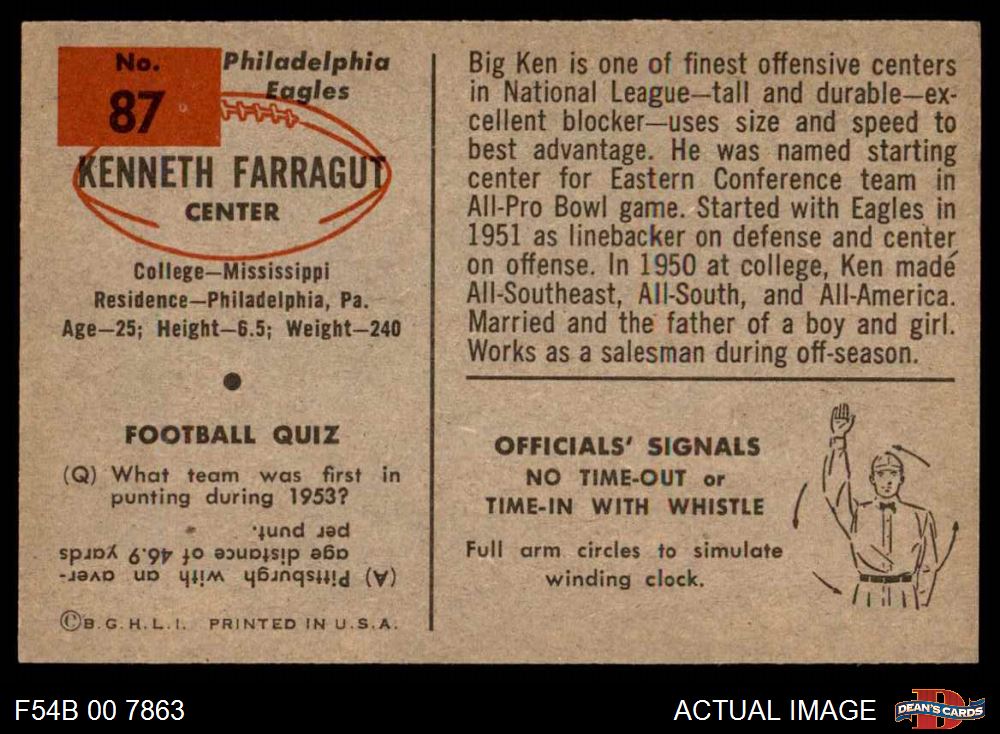 No.
87
Philadelphia
Eagles
KENNETH FARRAGUT
CENTER
College—Mississippi
Residence—Philadelphia, Pa.
Age—25; Height—6.5; Weight—240
FOOTBALL QUIZ
(Q) What team was first in
punting during 1953?
(A) Pittsburgh with an aver-
age distance of 46.9 yards
per punt.
©B.G.H.L.I. PRINTED IN U.S.A.
Big Ken is one of finest offensive centers
in National League—tall and durable—ex-
cellent blocker—uses size and speed to
best advantage. He was named starting
center for Eastern Conference team in
All-Pro Bowl game. Started with Eagles in
1951 as linebacker on defense and center
on offense. In 1950 at college, Ken made
All-Southeast, All-South, and All-America.
Married and the father of a boy and girl.
Works as a salesman during off-season.
OFFICIALS' SIGNALS
NO TIME-OUT or
TIME-IN WITH WHISTLE
Full arm circles to simulate
winding clock.
F54B 00 7863
ACTUAL IMAGE
D
DEAN'S CARDS